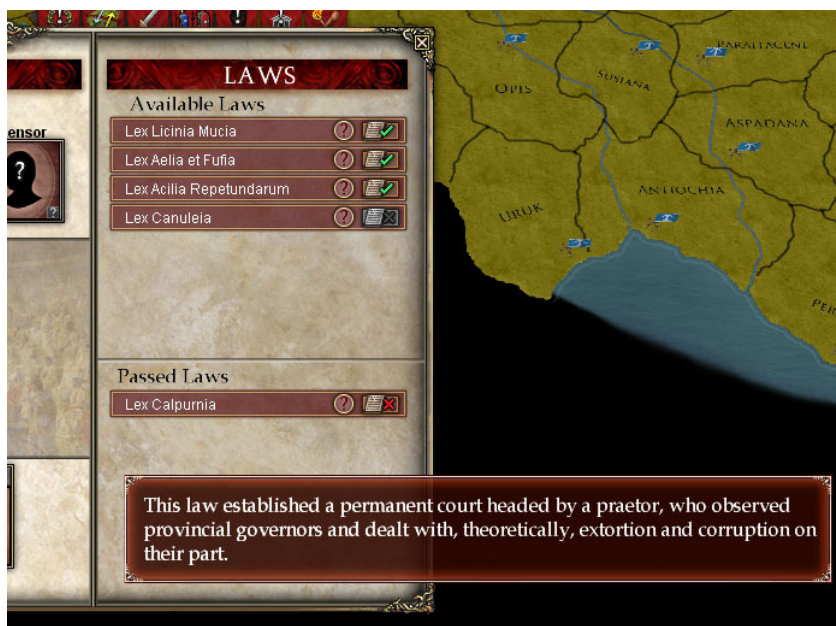 LAWS
Available Laws
ensor
Lex Licinia Mucia
?
Lex Aelia et Fufia
?
Lex Acilia Repetundarum
?
Lex Canuleia
?
?
?
Passed Laws
Lex Calpurnia
?
This law established a permanent court headed by a praetor, who observed
provincial governors and dealt with, theoretically, extortion and corruption on
their part.
PARAITACENE
OPIS
SUSIANA
ASPADANA
ANTIOCHIA
URUK
PER